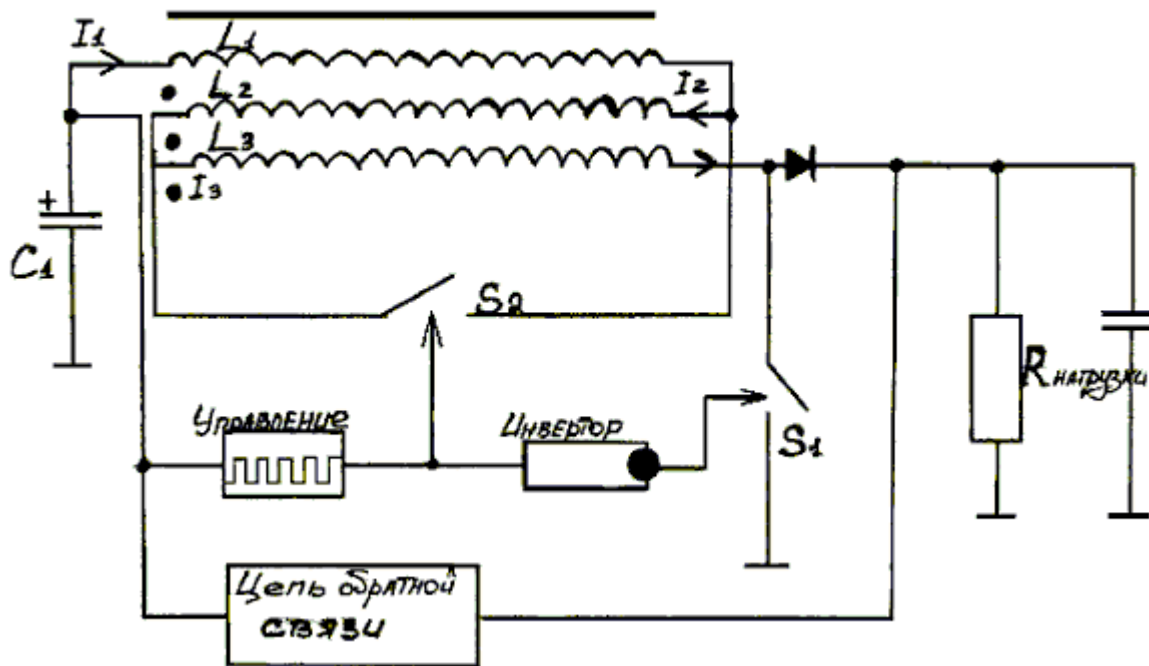 I1
L1
L2
I2
L3
I3
+
C1
S2
Управление
Инвертор
S1
R нагрузки
Цепь обратной
связи